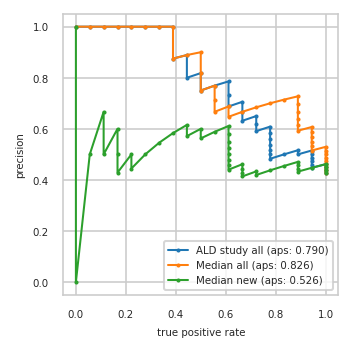 1.0
0.8
0.6
0.4
0.2
0.0
precision
0.0 0.2 0.4 0.6 0.8 1.0
true positive rate
ALD study all (aps: 0.790)
Median all (aps: 0.826)
Median new (aps: 0.526)